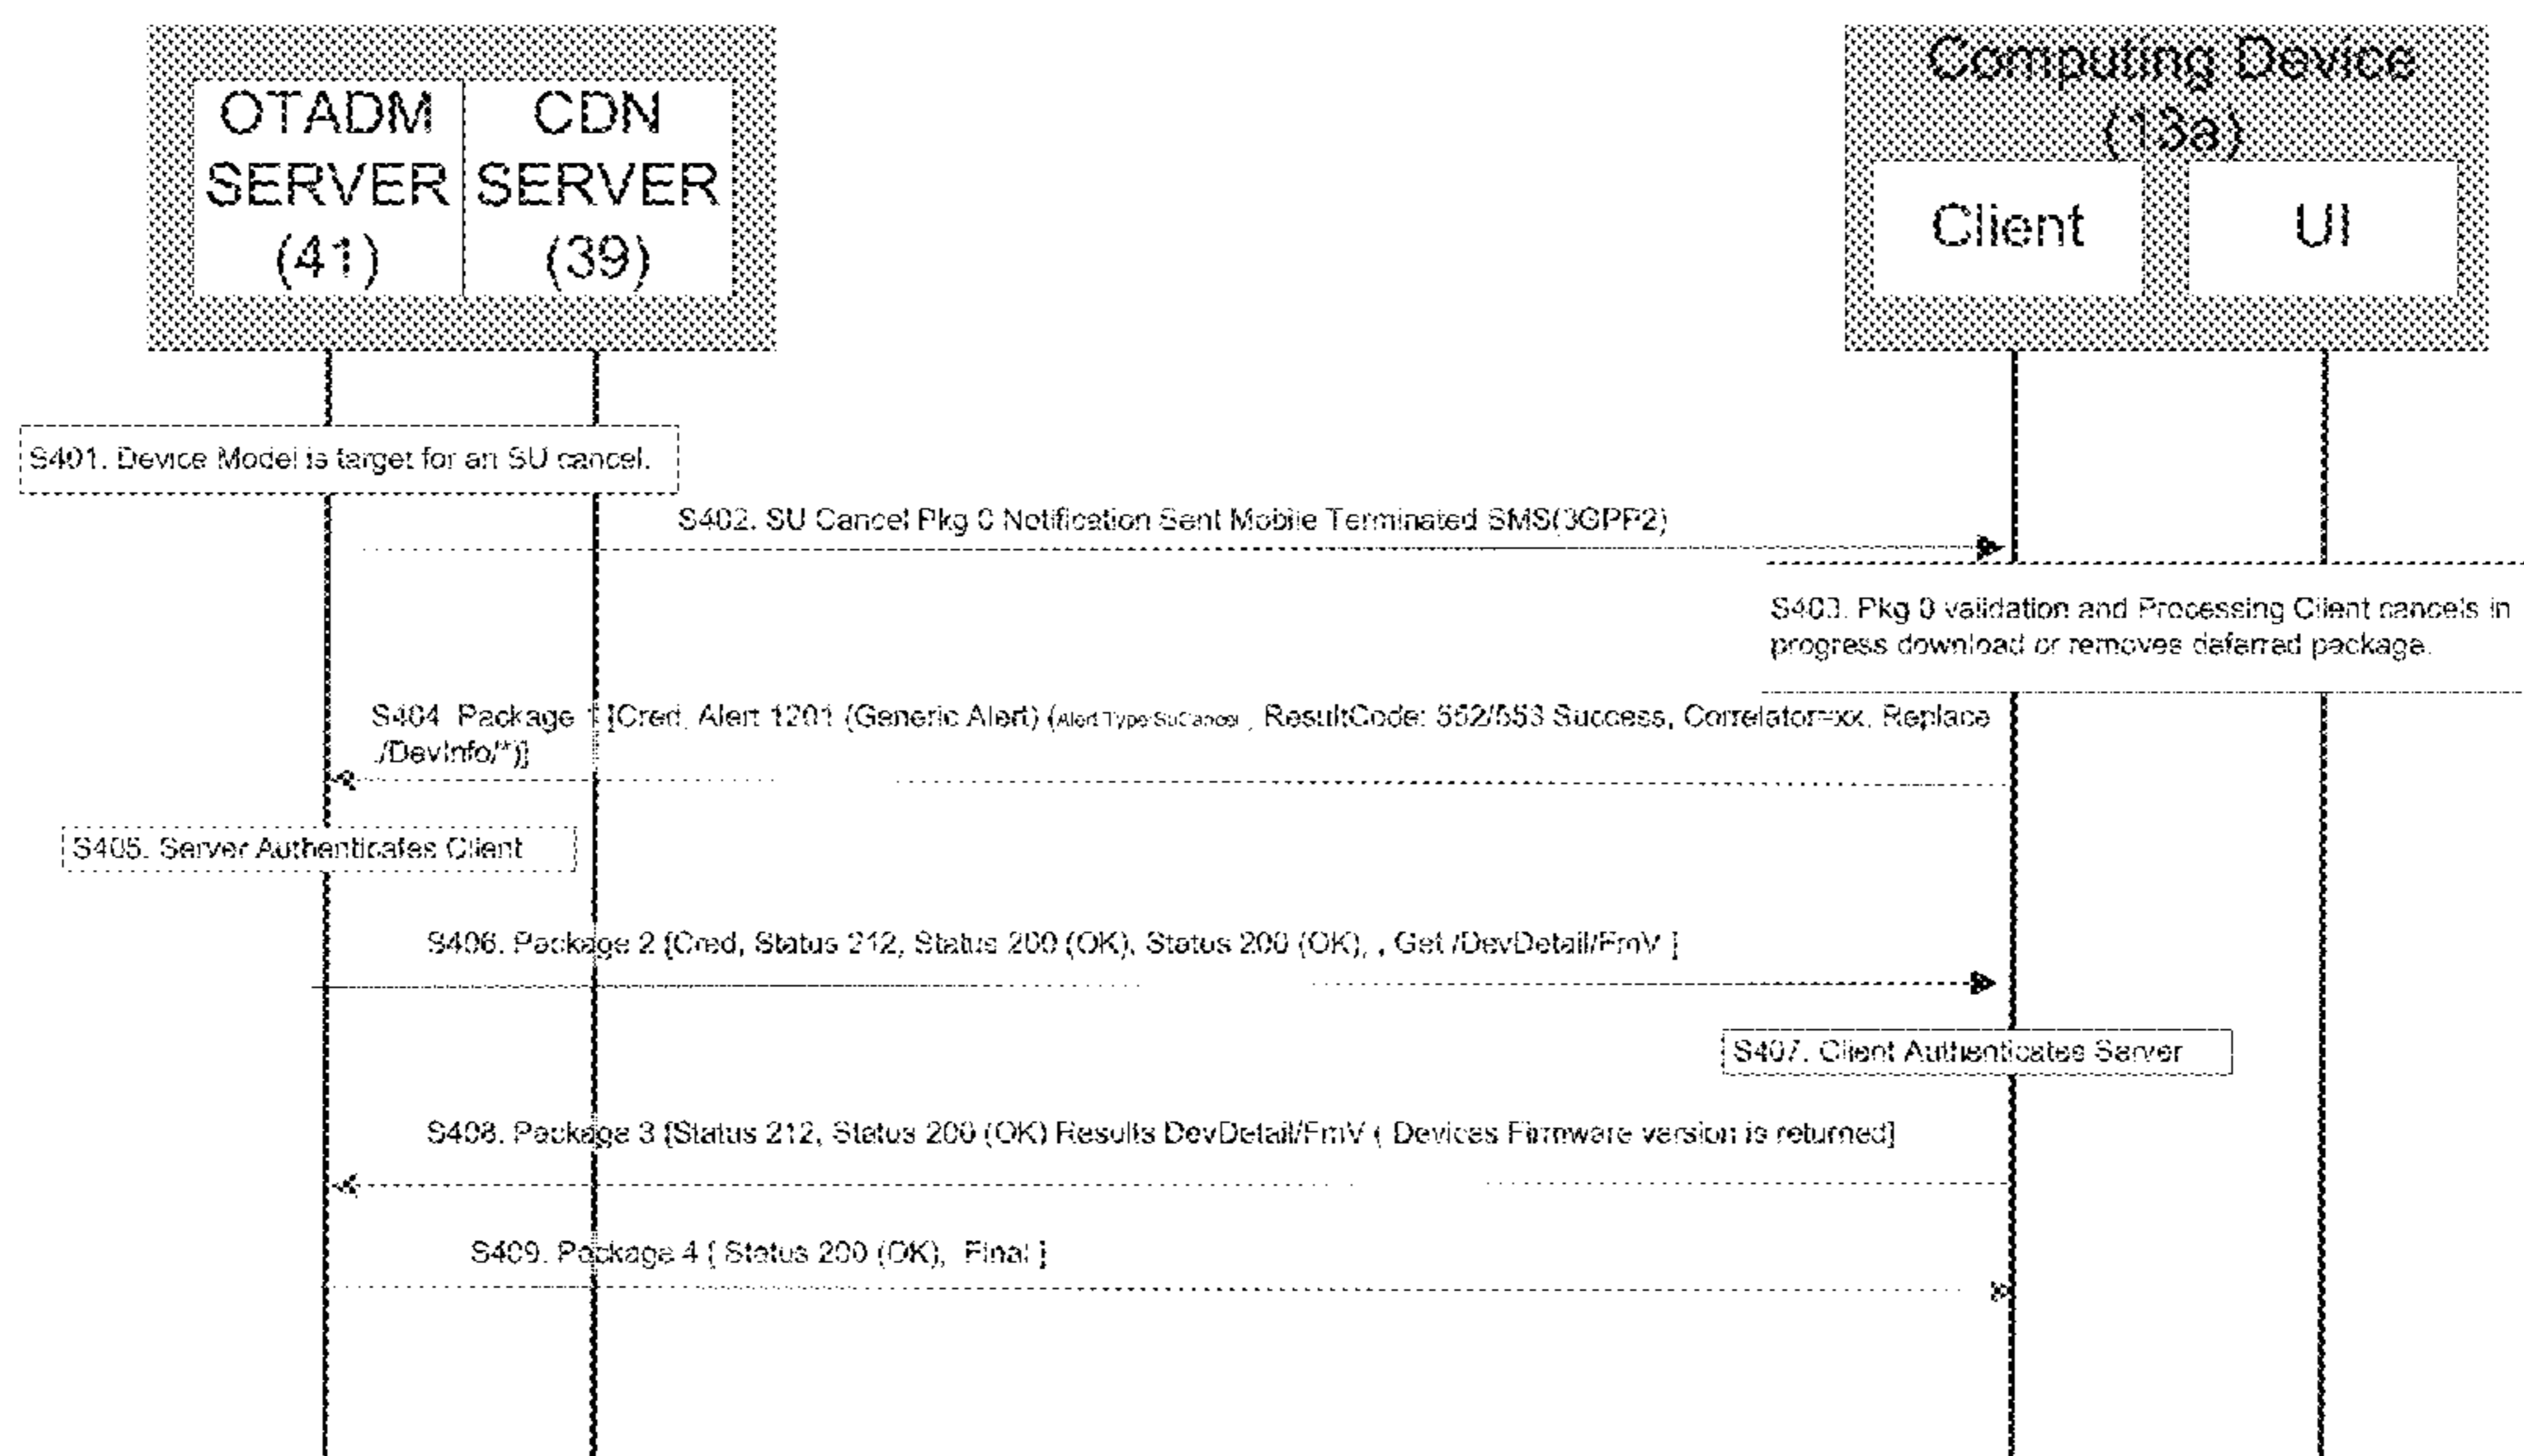 OTADM
SERVER
(41)
CDN
SERVER
(39)
Computing Device
(13a)
Client
UI
S401. Device Model is target for an SU cancel.
S402. SU Cancel Pkg 0 Notification Sent Mobile Terminated SMS(3GPP2)
S403. Pkg 0 validation and Processing Client cancels in
progress download or removes deferred package.
S404 Package 1 [Cred, Alert 1201 (Generic Alert) (Alert Type:SuCancel, ResultCode: 552/553 Success, Correlator=xx, Replace
./DevInfo/*)]
S405. Server Authenticates Client
S406. Package 2 [Cred, Status 212, Status 200 (OK), Status 200 (OK), , Get /DevDetail/FmV ]
S407. Client Authenticates Server
S408. Package 3 [Status 212, Status 200 (OK) Results DevDetail/FmV ( Devices Firmware version is returned]
S409. Package 4 [ Status 200 (OK), Final ]